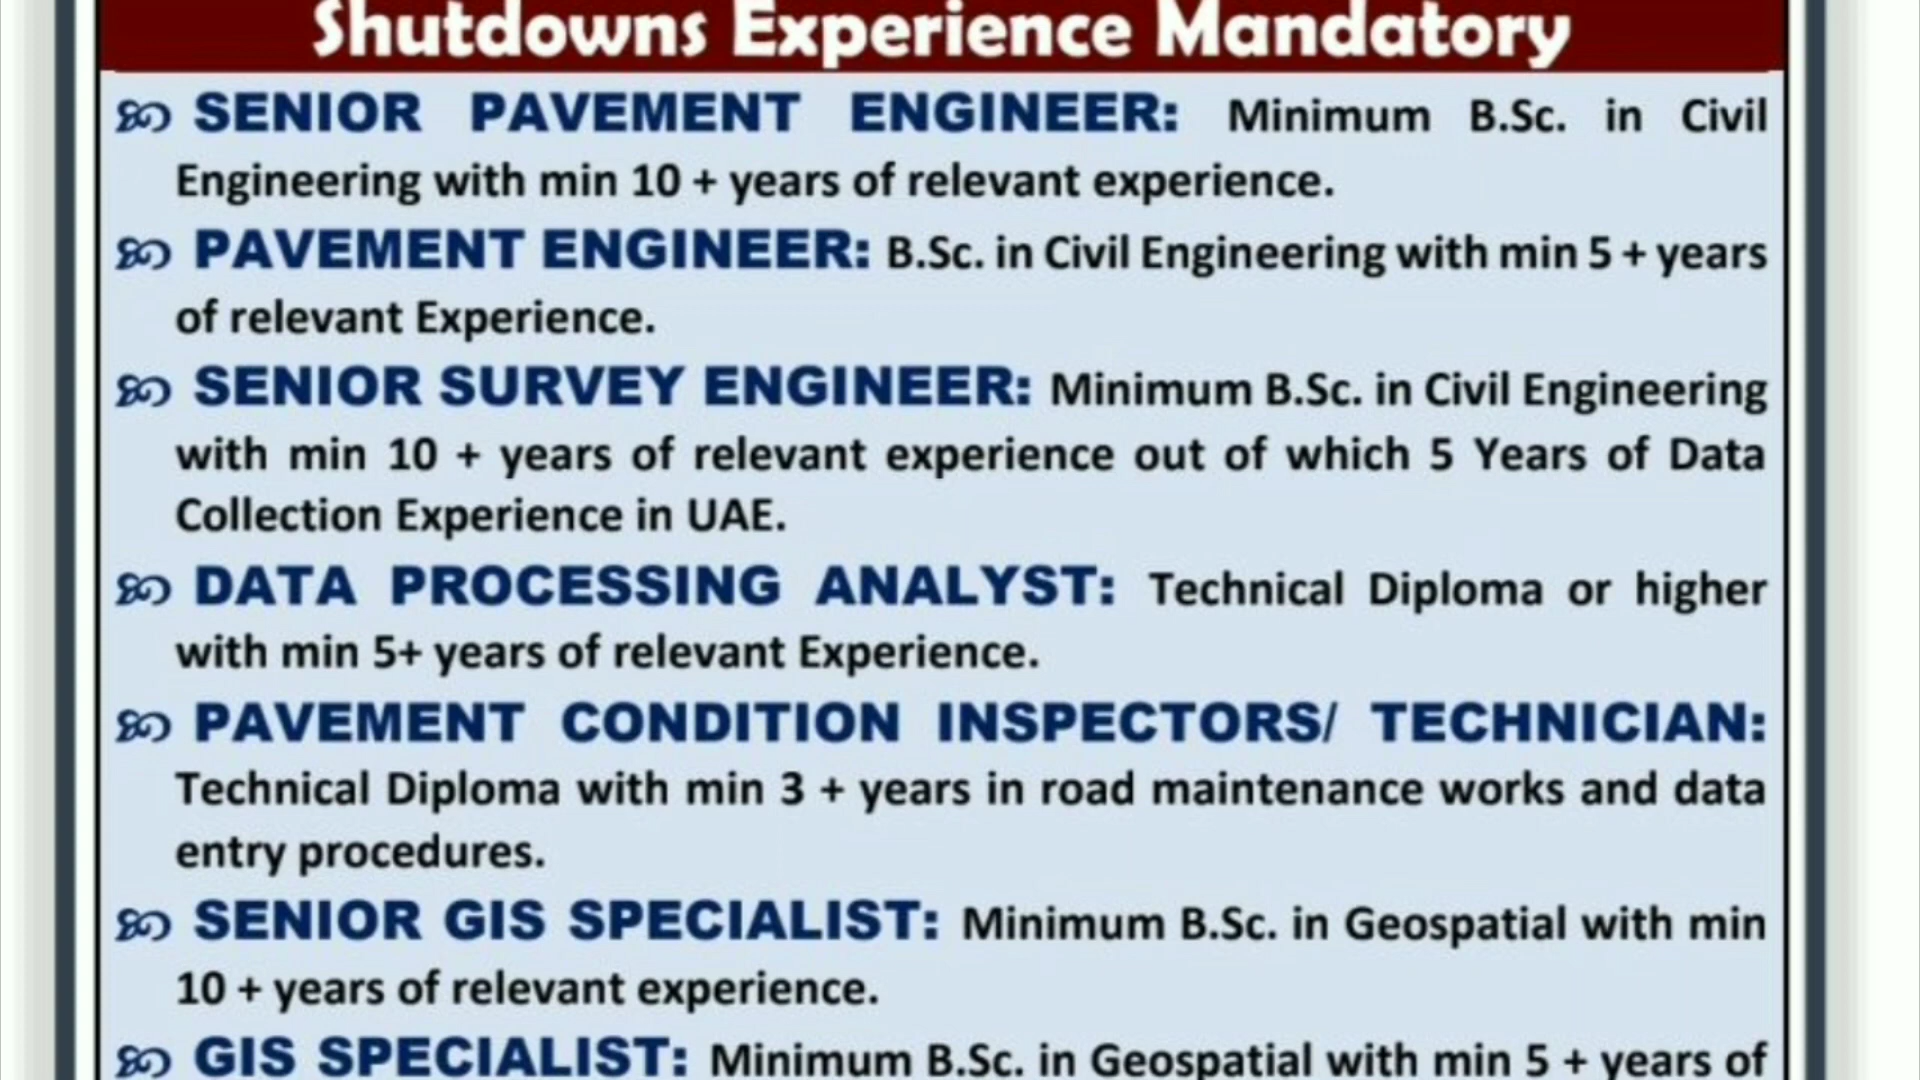 Shutdowns Experience Mandatory
SENIOR PAVEMENT ENGINEER: Minimum B.Sc. in Civil
Engineering with min 10 + years of relevant experience.
PAVEMENT ENGINEER: B.Sc. in Civil Engineering with min 5 + years
of relevant Experience.
SENIOR SURVEY ENGINEER: Minimum B.Sc. in Civil Engineering
with min 10 + years of relevant experience out of which 5 Years of Data
Collection Experience in UAE.
DATA PROCESSING ANALYST: Technical Diploma or higher
with min 5+ years of relevant Experience.
PAVEMENT CONDITION INSPECTORS/ TECHNICIAN:
Technical Diploma with min 3 + years in road maintenance works and data
entry procedures.
SENIOR GIS SPECIALIST: Minimum B.Sc. in Geospatial with min
10 + years of relevant experience.
GIS SPECIALIST: Minimum B.Sc. in Geospatial with min 5 + years of